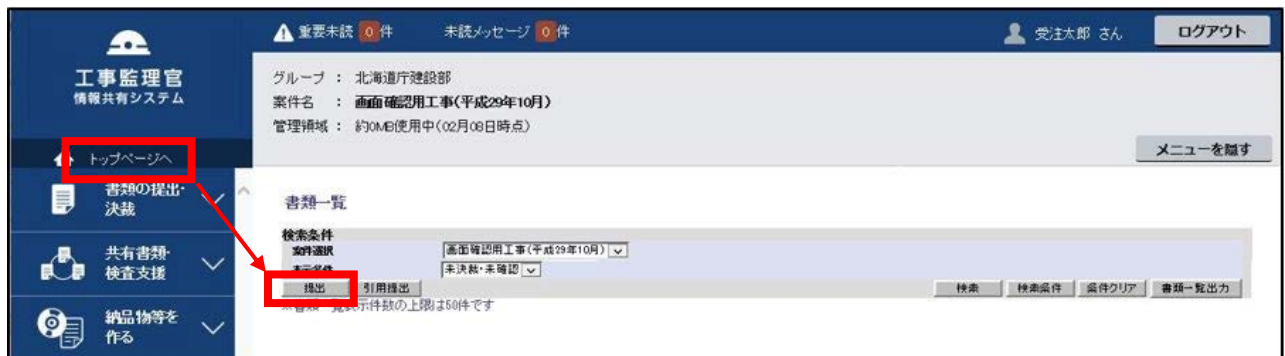 重要未読 0 件 未読メッセージ 0 件 受注太郎 さん ログアウト
工事監理官
情報共有システム
グループ : 北海道庁建設部
案件名 : 画面確認用工事(平成29年10月)
管理領域 : 約0MB使用中(02月08日時点)
トップページへ メニューを隠す
書類の提出・
決裁
共有書類・
検査支援
納品物等を
作る
書類一覧
検索条件
案件選択 画面確認用工事(平成29年10月)
表示条件 未決裁・未確認
提出 引用提出 検索 検索条件 条件クリア 書類一覧出力
※書類一覧表示件数の上限は50件です